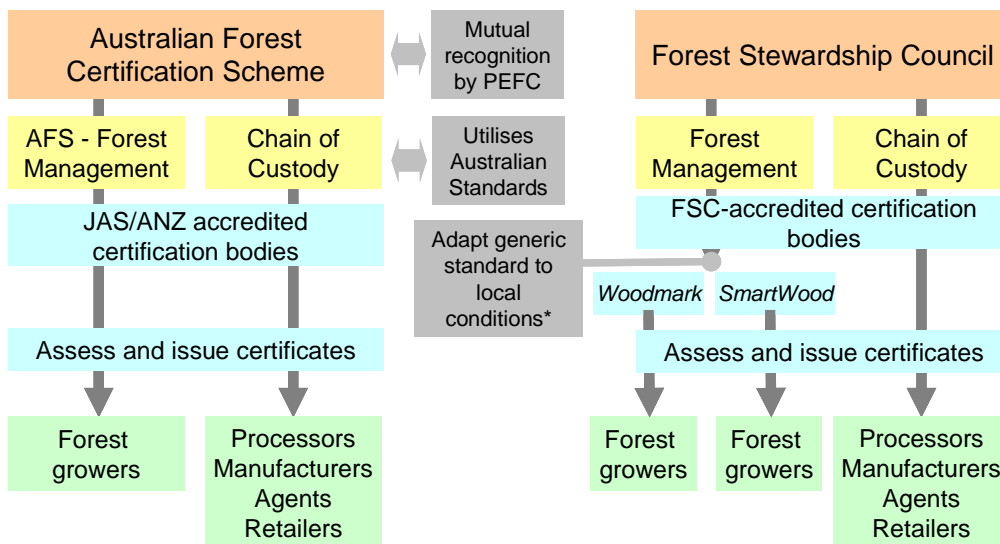 Australian Forest
Certification Scheme
Mutual
recognition
by PEFC
Forest Stewardship Council
AFS - Forest
Management
Chain of
Custody
Utilises
Australian
Standards
Forest
Management
Chain of
Custody
JAS/ANZ accredited
certification bodies
FSC-accredited certification
bodies
Adapt generic
standard to
local
conditions*
Woodmark
SmartWood
Assess and issue certificates
Assess and issue certificates
Forest
growers
Processors
Manufacturers
Agents
Retailers
Forest
growers
Forest
growers
Processors
Manufacturers
Agents
Retailers